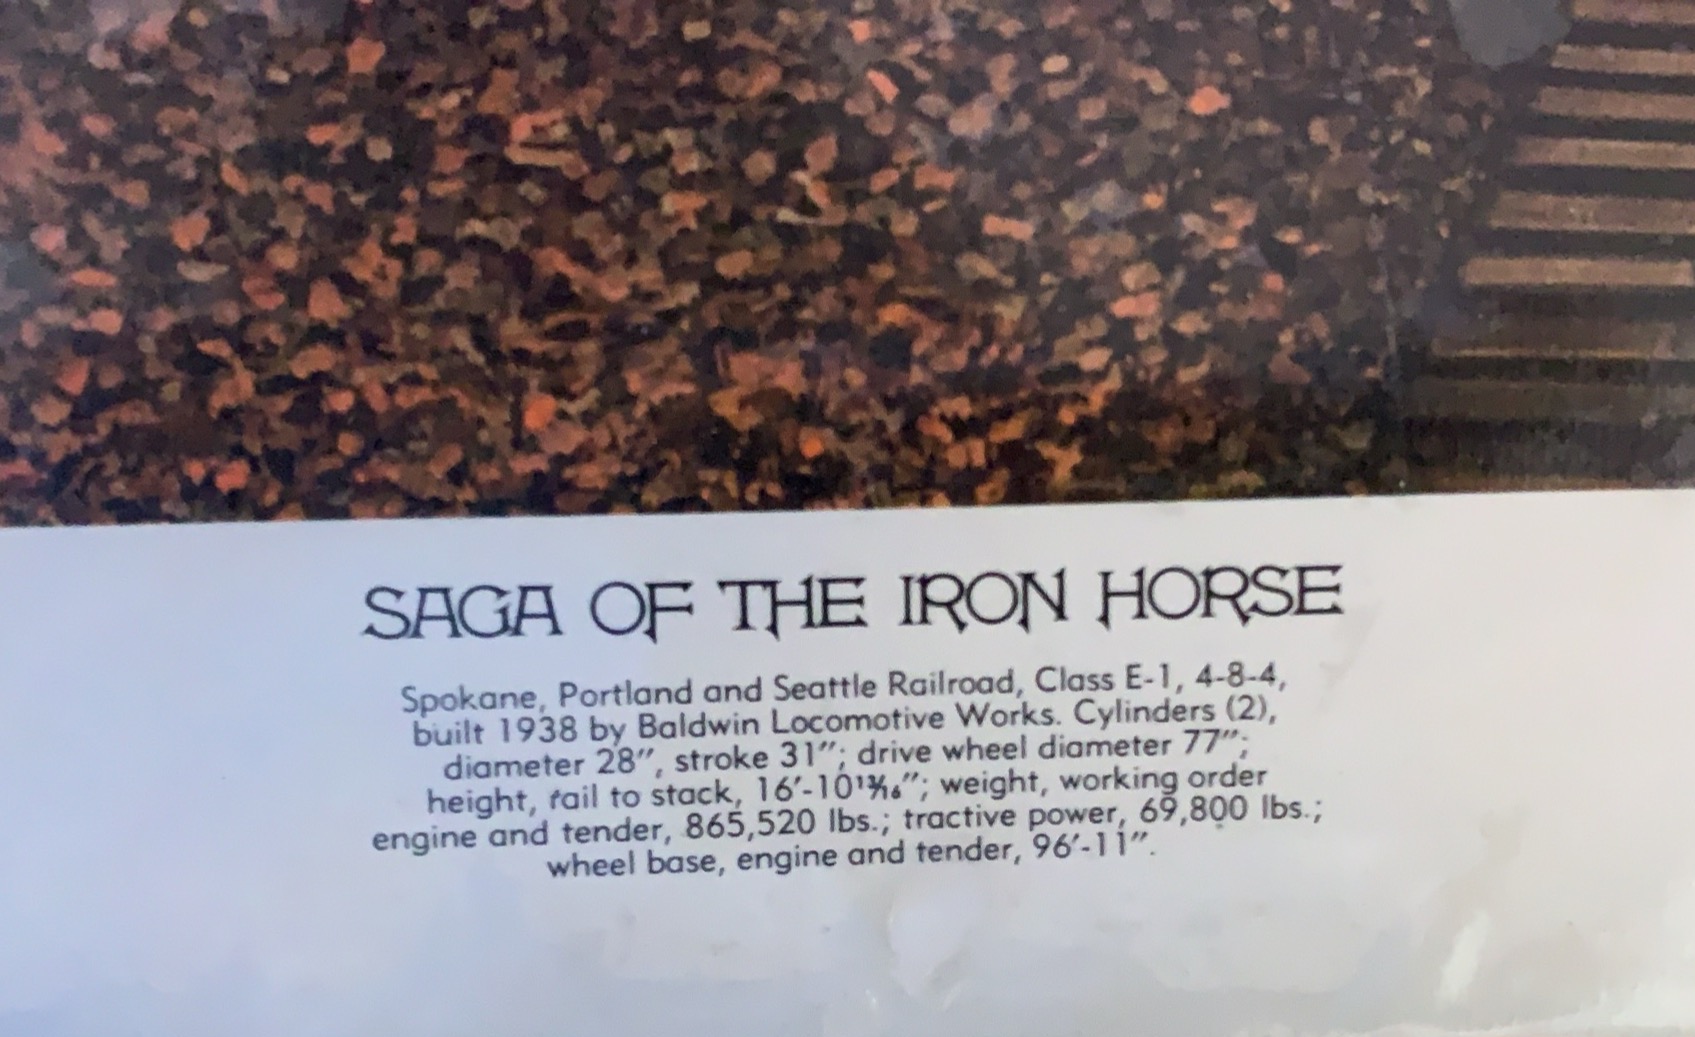 SAGA OF THE IRON HORSE
Spokane, Portland and Seattle Railroad, Class E-1, 4-8-4,
built 1938 by Baldwin Locomotive Works. Cylinders (2),
diameter 28″, stroke 31″; drive wheel diameter 77″;
height, rail to stack, 16′-10¹³⁄₁₆″; weight, working order
engine and tender, 865,520 lbs.; tractive power, 69,800 lbs.;
wheel base, engine and tender, 96′-11″.